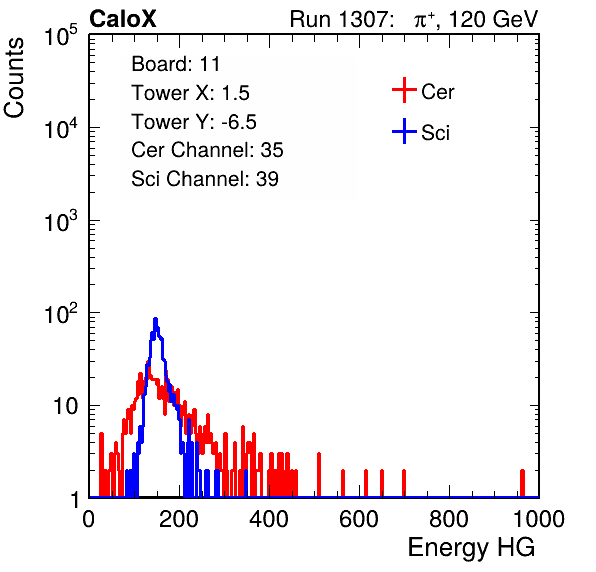 CaloX Run 1307: π⁺, 120 GeV
Counts
Board: 11
Tower X: 1.5
Tower Y: -6.5
Cer Channel: 35
Sci Channel: 39
Cer
Sci
10⁵
10⁴
10³
10²
10
1
0 200 400 600 800 1000
Energy HG